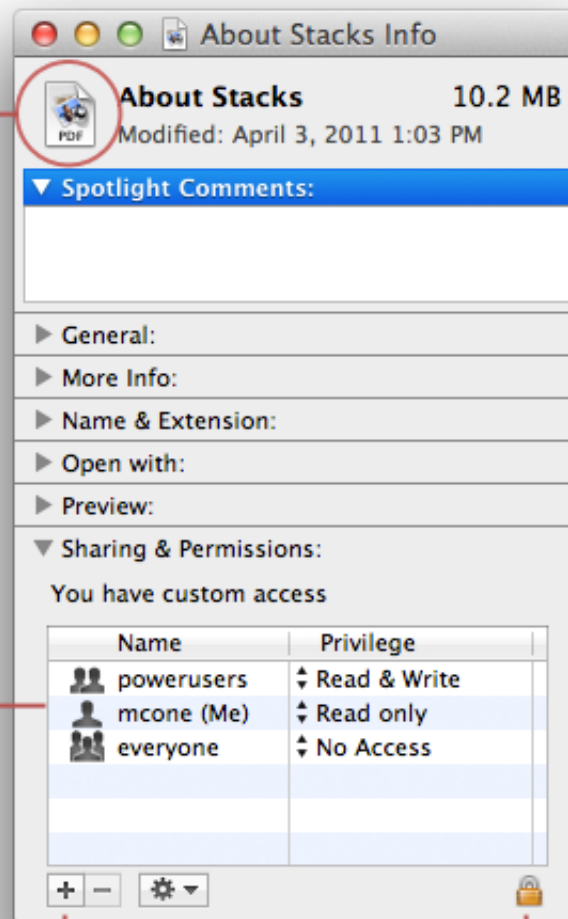 About Stacks Info
About Stacks 10.2 MB
Modified: April 3, 2011 1:03 PM
PDF
Spotlight Comments:
General:
More Info:
Name & Extension:
Open with:
Preview:
Sharing & Permissions:
You have custom access
Name Privilege
powerusers Read & Write
mcone (Me) Read only
everyone No Access